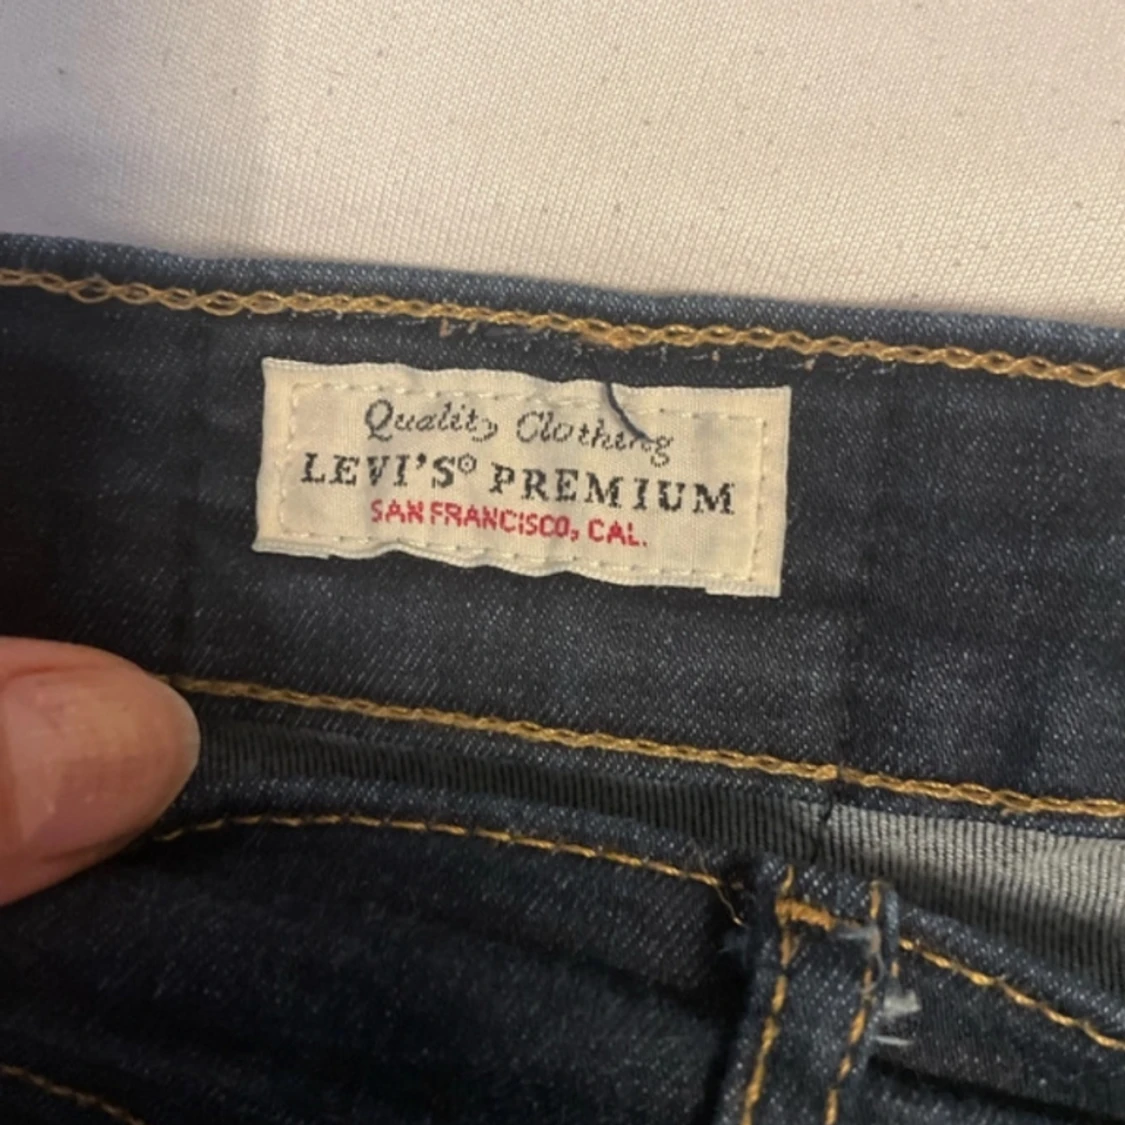 Quality Clothing
LEVI'S® PREMIUM
SAN FRANCISCO, CAL.